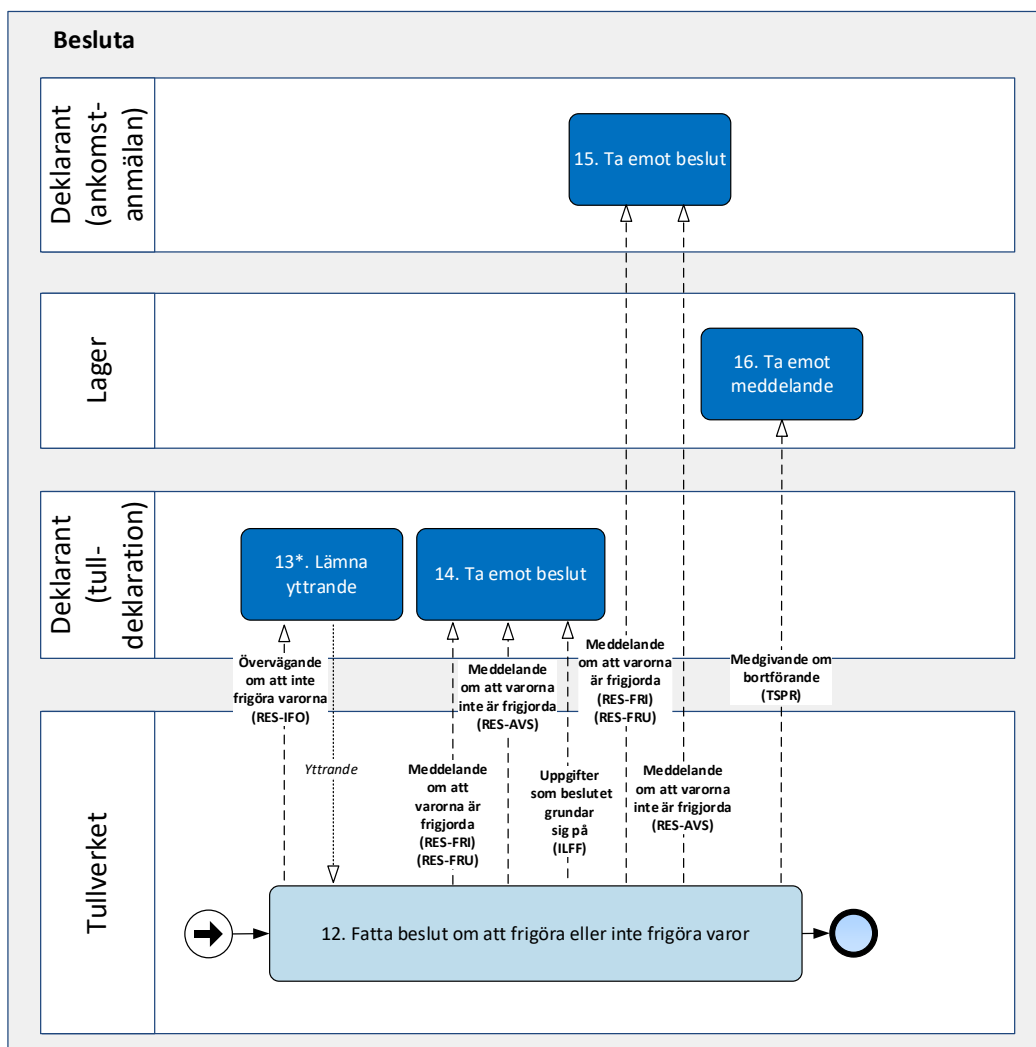 Besluta
Deklarant
(ankomst-
anmälan)
15. Ta emot beslut
Lager
16. Ta emot
meddelande
Deklarant
(tull-
deklaration)
13*. Lämna
yttrande
14. Ta emot beslut
Övervägande
om att inte
frigöra varorna
(RES-IFO)
Meddelande
om att varorna
inte är frigjorda
(RES-AVS)
Meddelande
om att varorna
är frigjorda
(RES-FRI)
(RES-FRU)
Medgivande om
bortförande
(TSPR)
Tullverket
Yttrande
Meddelande
om att
varorna är
frigjorda
(RES-FRI)
(RES-FRU)
Uppgifter
som beslutet
grundar
sig på
(ILFF)
Meddelande
om att varorna
inte är frigjorda
(RES-AVS)
12. Fatta beslut om att frigöra eller inte frigöra varor